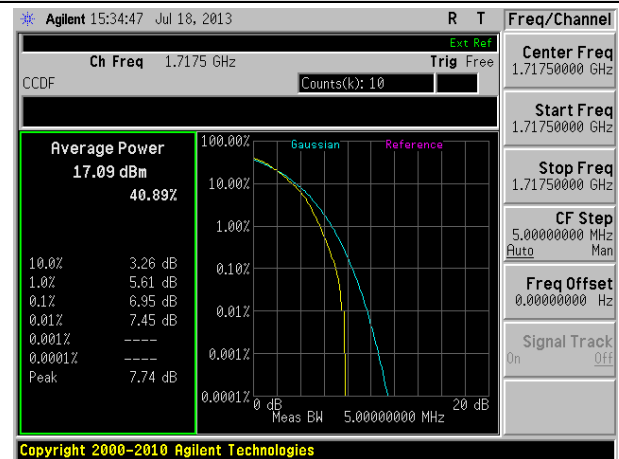 Agilent 15:34:47 Jul 18, 2013 R T
Ext Ref
Ch Freq 1.7175 GHz Trig Free
CCDF Counts(k): 10
Average Power
17.09 dBm
40.89%
10.0% 3.26 dB
1.0% 5.61 dB
0.1% 6.95 dB
0.01% 7.45 dB
0.001% ----
0.0001% ----
Peak 7.74 dB
Gaussian Reference
100.00%
10.00%
1.00%
0.10%
0.01%
0.001%
0.0001%
0 dB 20 dB
Meas BW 5.00000000 MHz
Freq/Channel
Center Freq
1.71750000 GHz
Start Freq
1.71750000 GHz
Stop Freq
1.71750000 GHz
CF Step
5.00000000 MHz
Auto Man
Freq Offset
0.00000000 Hz
Signal Track
On Off
Copyright 2000-2010 Agilent Technologies